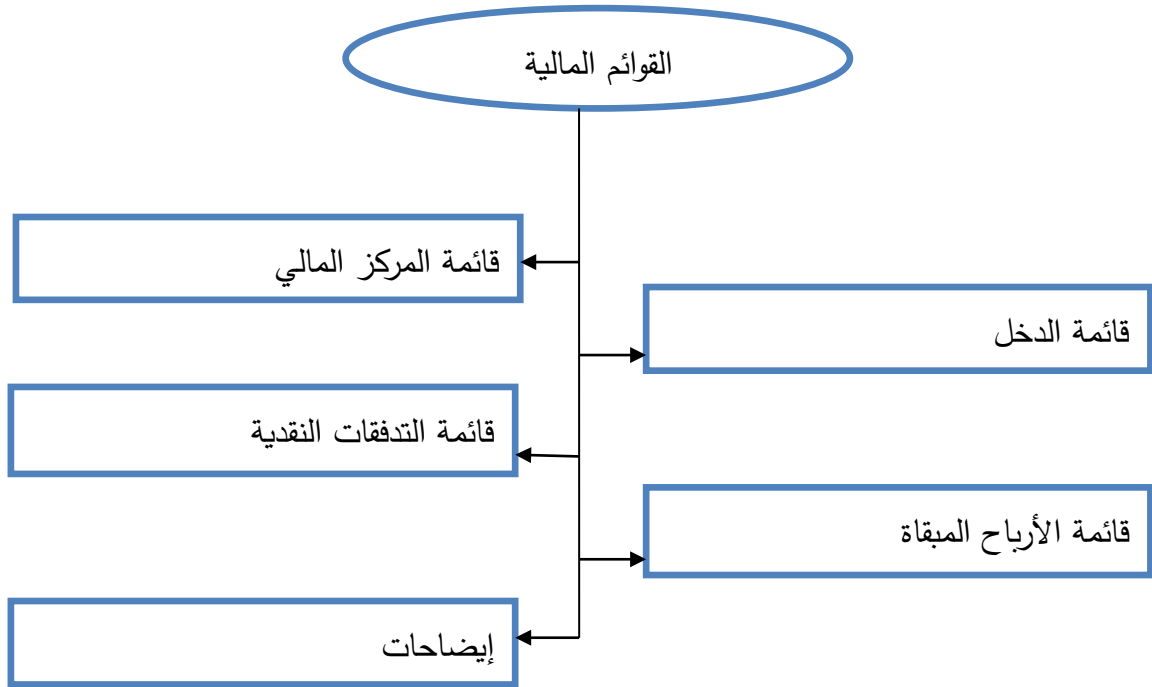 القوائم المالية
قائمة المركز المالي
قائمة الدخل
قائمة التدفقات النقدية
قائمة الأرباح المبقاة
إيضاحات